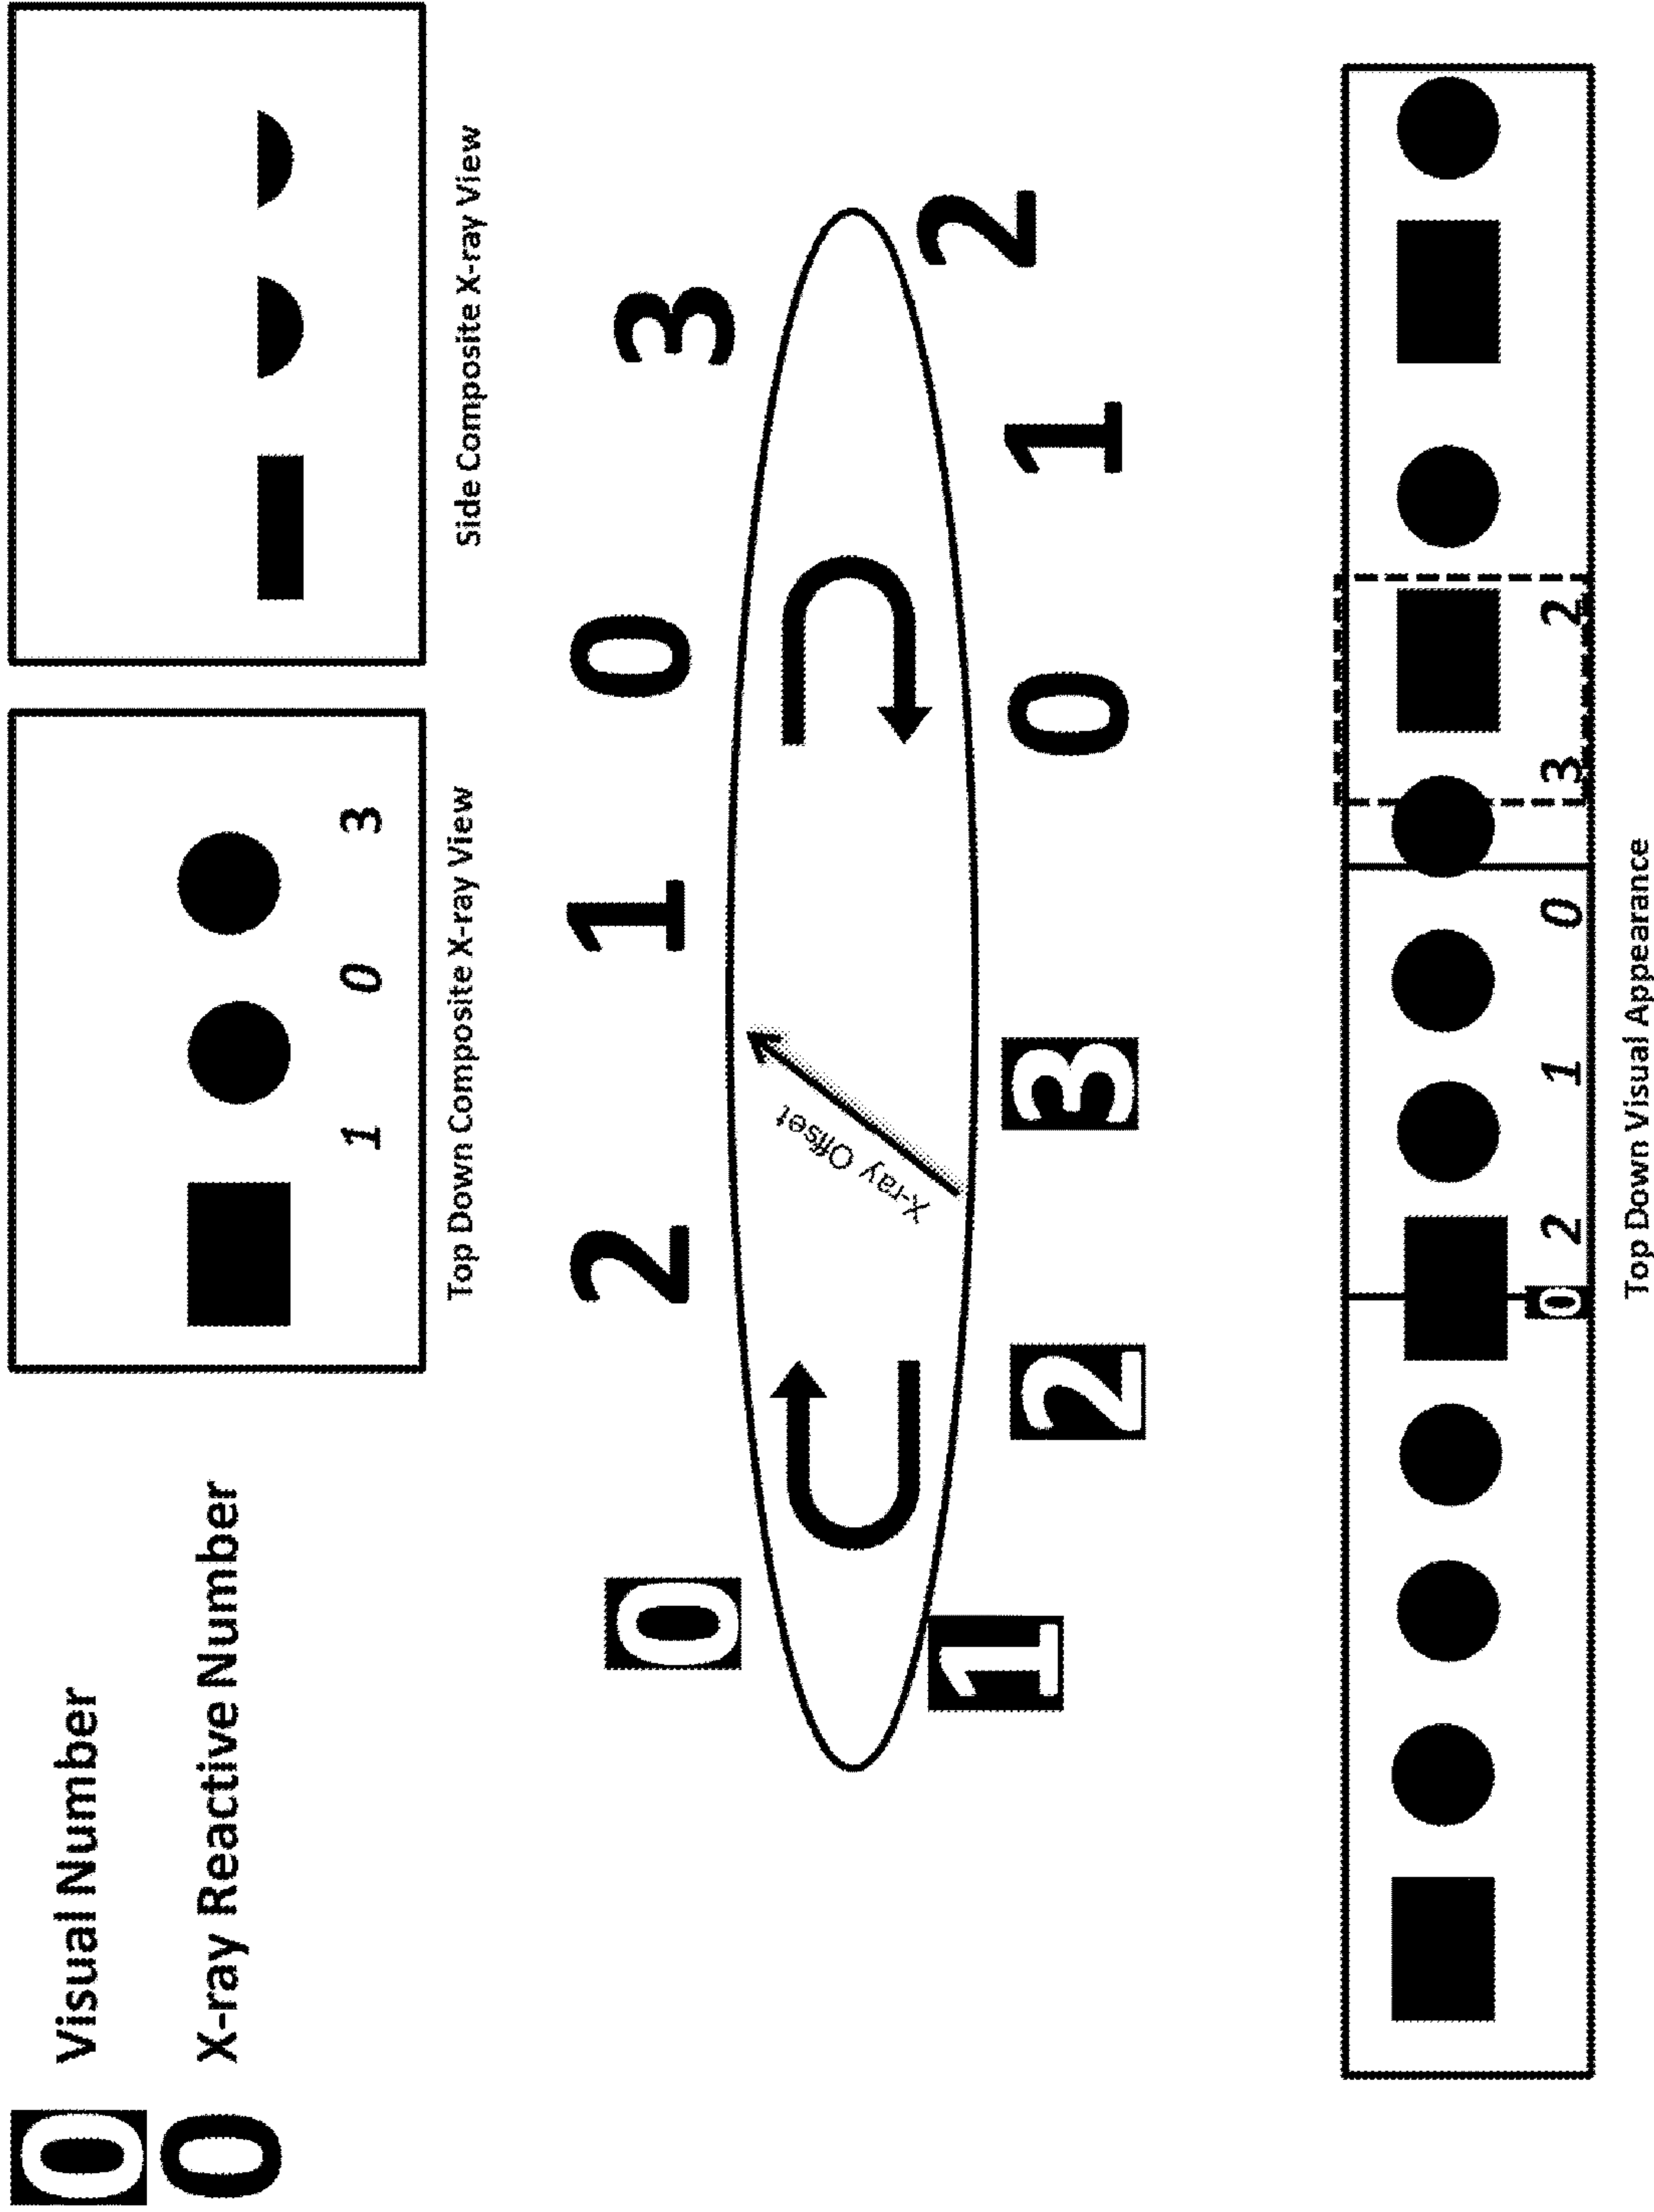 0 Visual Number
0 X-ray Reactive Number
1 0 3
Top Down Composite X-ray View
Side Composite X-ray View
0 2 1 0 3
X-ray Offset
1 2 3 0 1 2
0 2 1 0 3 2
Top Down Visual Appearance